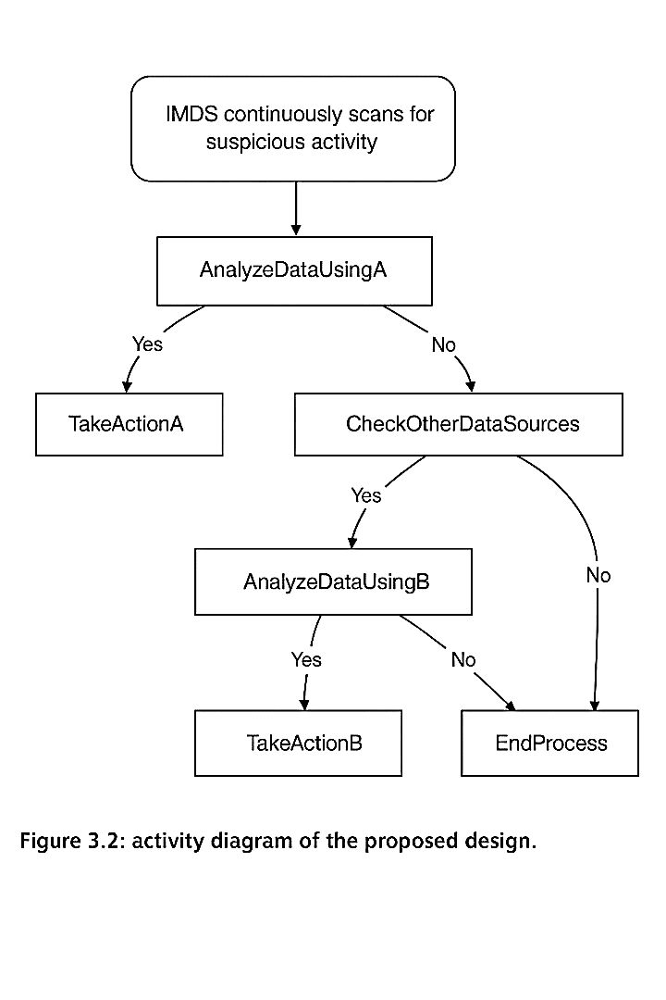 IMDS continuously scans for
suspicious activity
AnalyzeDataUsingA
Yes
No
TakeActionA
CheckOtherDataSources
Yes
No
AnalyzeDataUsingB
Yes
No
TakeActionB
EndProcess
Figure 3.2: activity diagram of the proposed design.